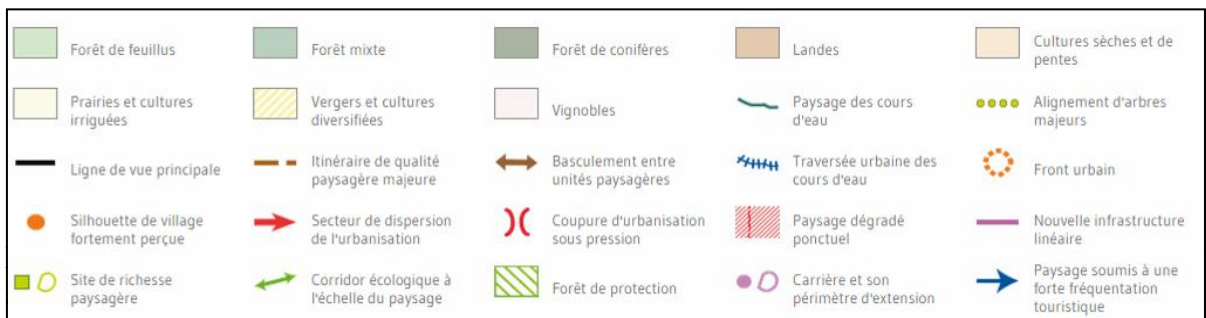 Forêt de feuillus
Forêt mixte
Forêt de conifères
Landes
Cultures sèches et de
pentes
Prairies et cultures
irriguées
Vergers et cultures
diversifiées
Vignobles
Paysage des cours
d'eau
Alignement d'arbres
majeurs
Ligne de vue principale
Itinéraire de qualité
paysagère majeure
Basculement entre
unités paysagères
Traversée urbaine des
cours d'eau
Front urbain
Silhouette de village
fortement perçue
Secteur de dispersion
de l'urbanisation
Coupure d'urbanisation
sous pression
Paysage dégradé
ponctuel
Nouvelle infrastructure
linéaire
Site de richesse
paysagère
Corridor écologique à
l'échelle du paysage
Forêt de protection
Carrière et son
périmètre d'extension
Paysage soumis à une
forte fréquentation
touristique